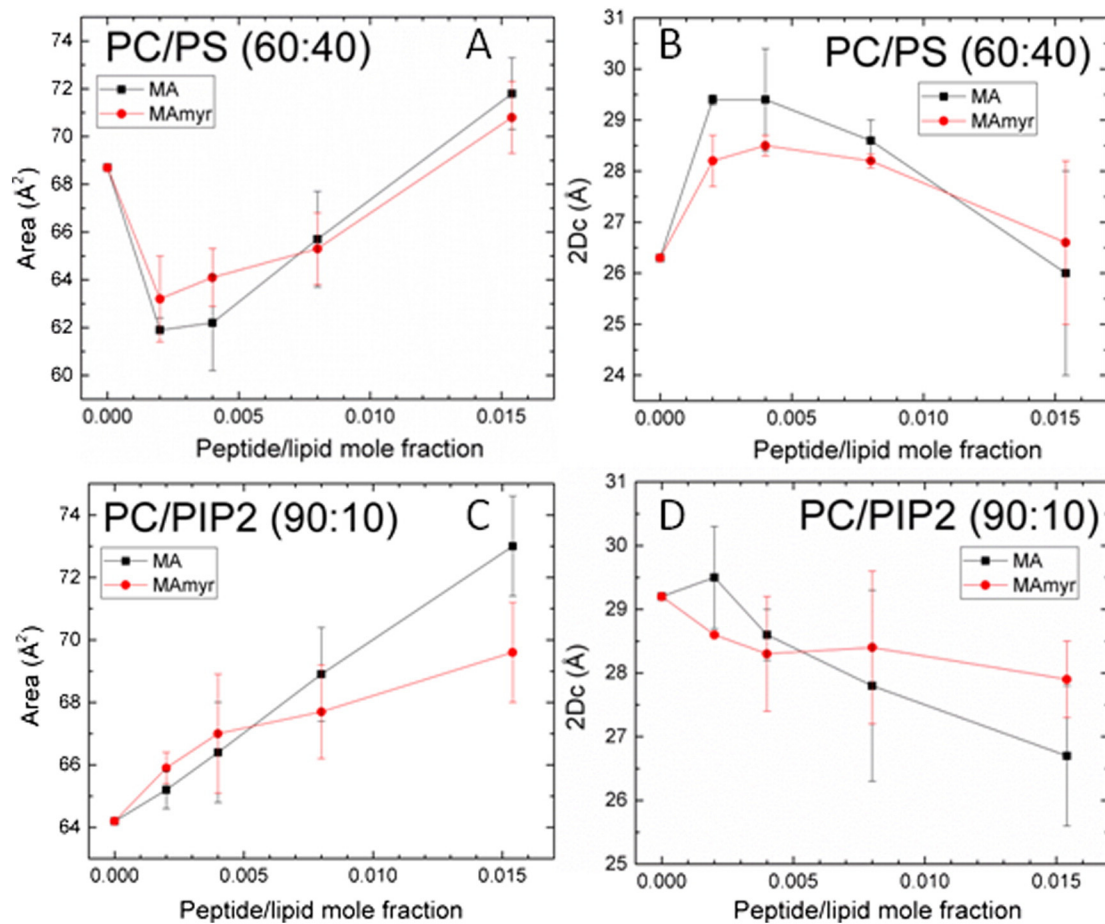 PC/PS (60:40) A
MA
MAmyr
Area (Å²)
74
72
70
68
66
64
62
60
0.000 0.005 0.010 0.015
Peptide/lipid mole fraction
B PC/PS (60:40)
MA
MAmyr
2Dc (Å)
31
30
29
28
27
26
25
24
0.000 0.005 0.010 0.015
Peptide/lipid mole fraction
PC/PIP2 (90:10) C
MA
MAmyr
Area (Å²)
74
72
70
68
66
64
0.000 0.005 0.010 0.015
Peptide/lipid mole fraction
D PC/PIP2 (90:10)
MA
MAmyr
2Dc (Å)
31
30
29
28
27
26
25
0.000 0.005 0.010 0.015
Peptide/lipid mole fraction